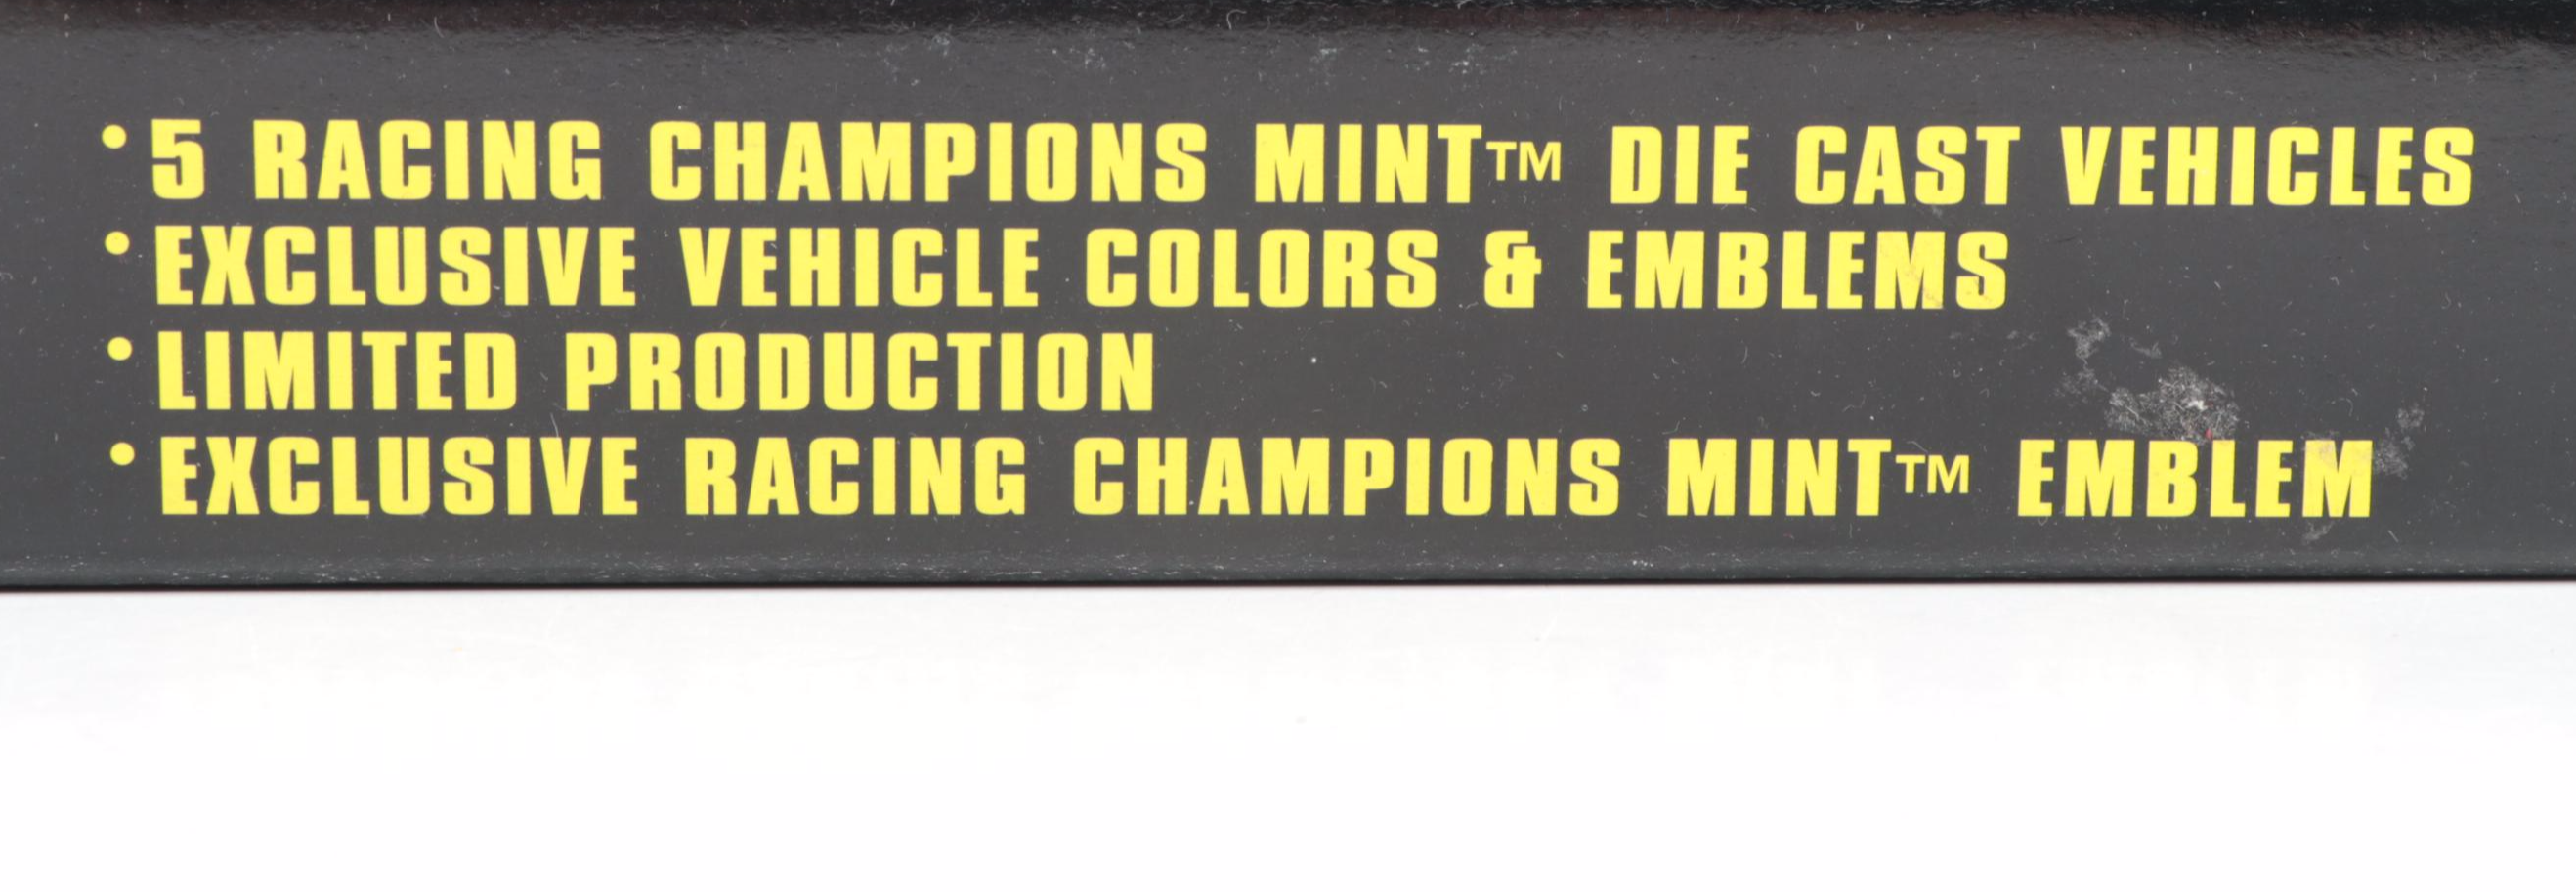 •5 RACING CHAMPIONS MINT™ DIE CAST VEHICLES
•EXCLUSIVE VEHICLE COLORS & EMBLEMS
•LIMITED PRODUCTION
•EXCLUSIVE RACING CHAMPIONS MINT™ EMBLEM